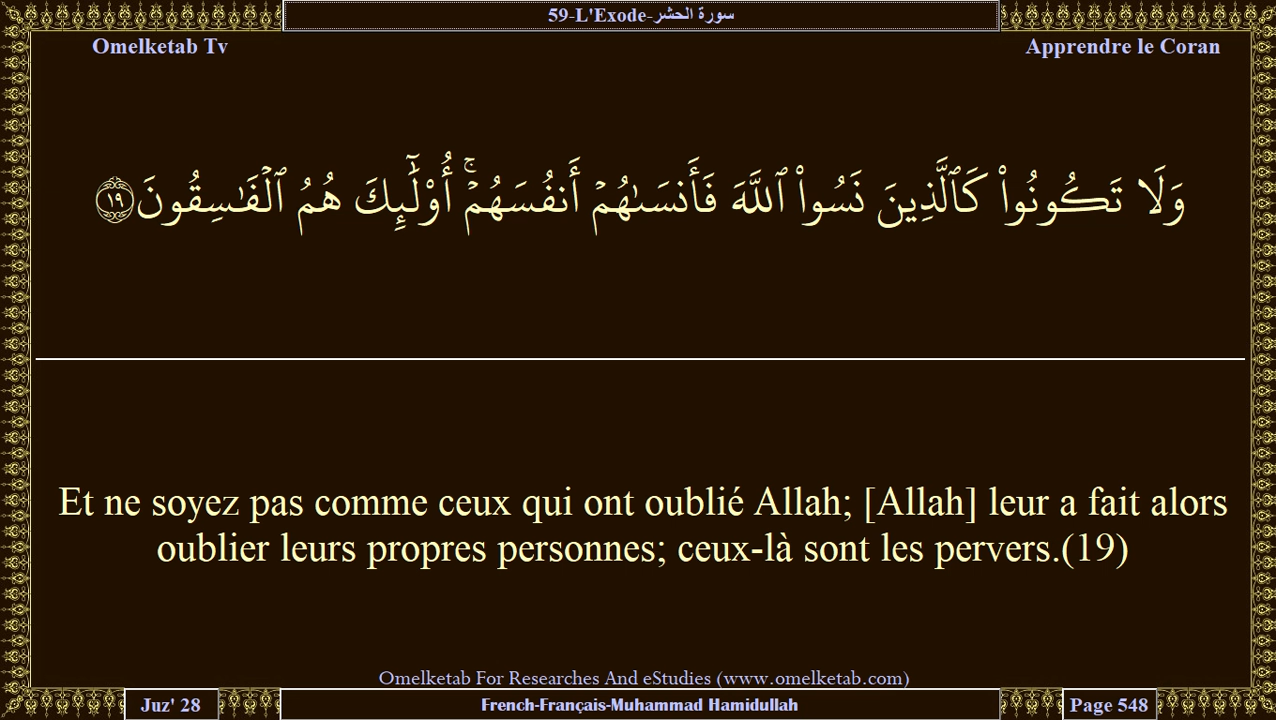 59-L'Exode-سورة الحشر
Omelketab Tv
Apprendre le Coran
وَلَا تَكُونُوا۟ كَٱلَّذِينَ نَسُوا۟ ٱللَّهَ فَأَنسَىٰهُمْ أَنفُسَهُمْ ۚ أُو۟لَٰٓئِكَ هُمُ ٱلْفَٰسِقُونَ ١٩
Et ne soyez pas comme ceux qui ont oublié Allah; [Allah] leur a fait alors
oublier leurs propres personnes; ceux-là sont les pervers.(19)
Omelketab For Researches And eStudies (www.omelketab.com)
Juz' 28
French-Français-Muhammad Hamidullah
Page 548